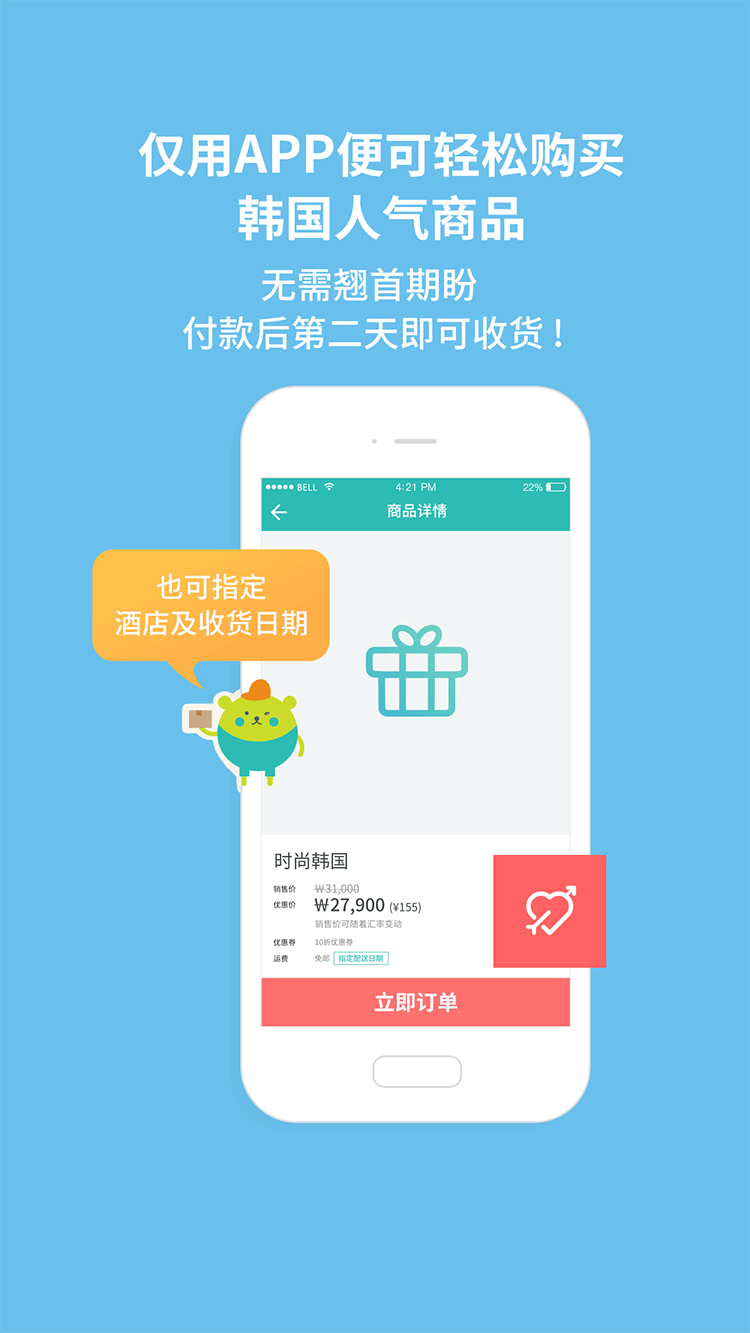 仅用APP便可轻松购买
韩国人气商品
无需翘首期盼
付款后第二天即可收货！
BELL 4:21 PM 22%
商品详情
也可指定
酒店及收货日期
时尚韩国
销售价 ₩31,000
优惠价 ₩27,900 (¥155)
销售价可随着汇率变动
优惠券 10折优惠券
运费 免邮 指定配送日期
立即订单